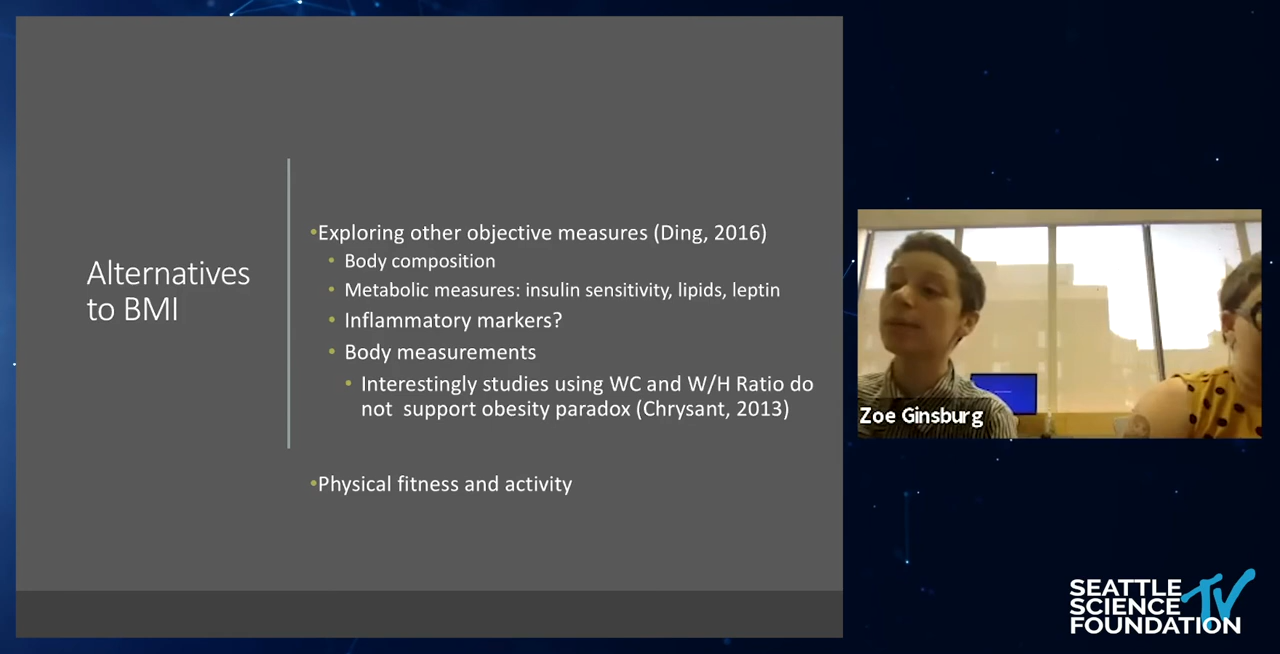 Alternatives
to BMI
•Exploring other objective measures (Ding, 2016)
• Body composition
• Metabolic measures: insulin sensitivity, lipids, leptin
• Inflammatory markers?
• Body measurements
• Interestingly studies using WC and W/H Ratio do
not support obesity paradox (Chrysant, 2013)
•Physical fitness and activity
Zoe Ginsburg
SEATTLE
SCIENCE TV
FOUNDATION